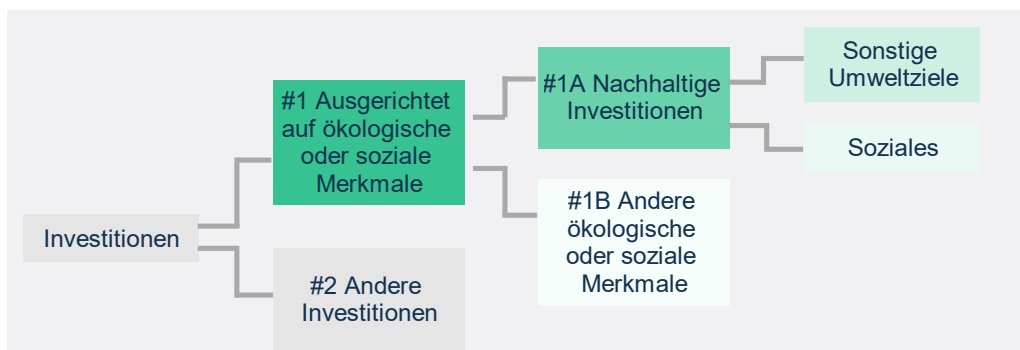 Investitionen
#1 Ausgerichtet
auf ökologische
oder soziale
Merkmale
#2 Andere
Investitionen
#1A Nachhaltige
Investitionen
#1B Andere
ökologische
oder soziale
Merkmale
Sonstige
Umweltziele
Soziales